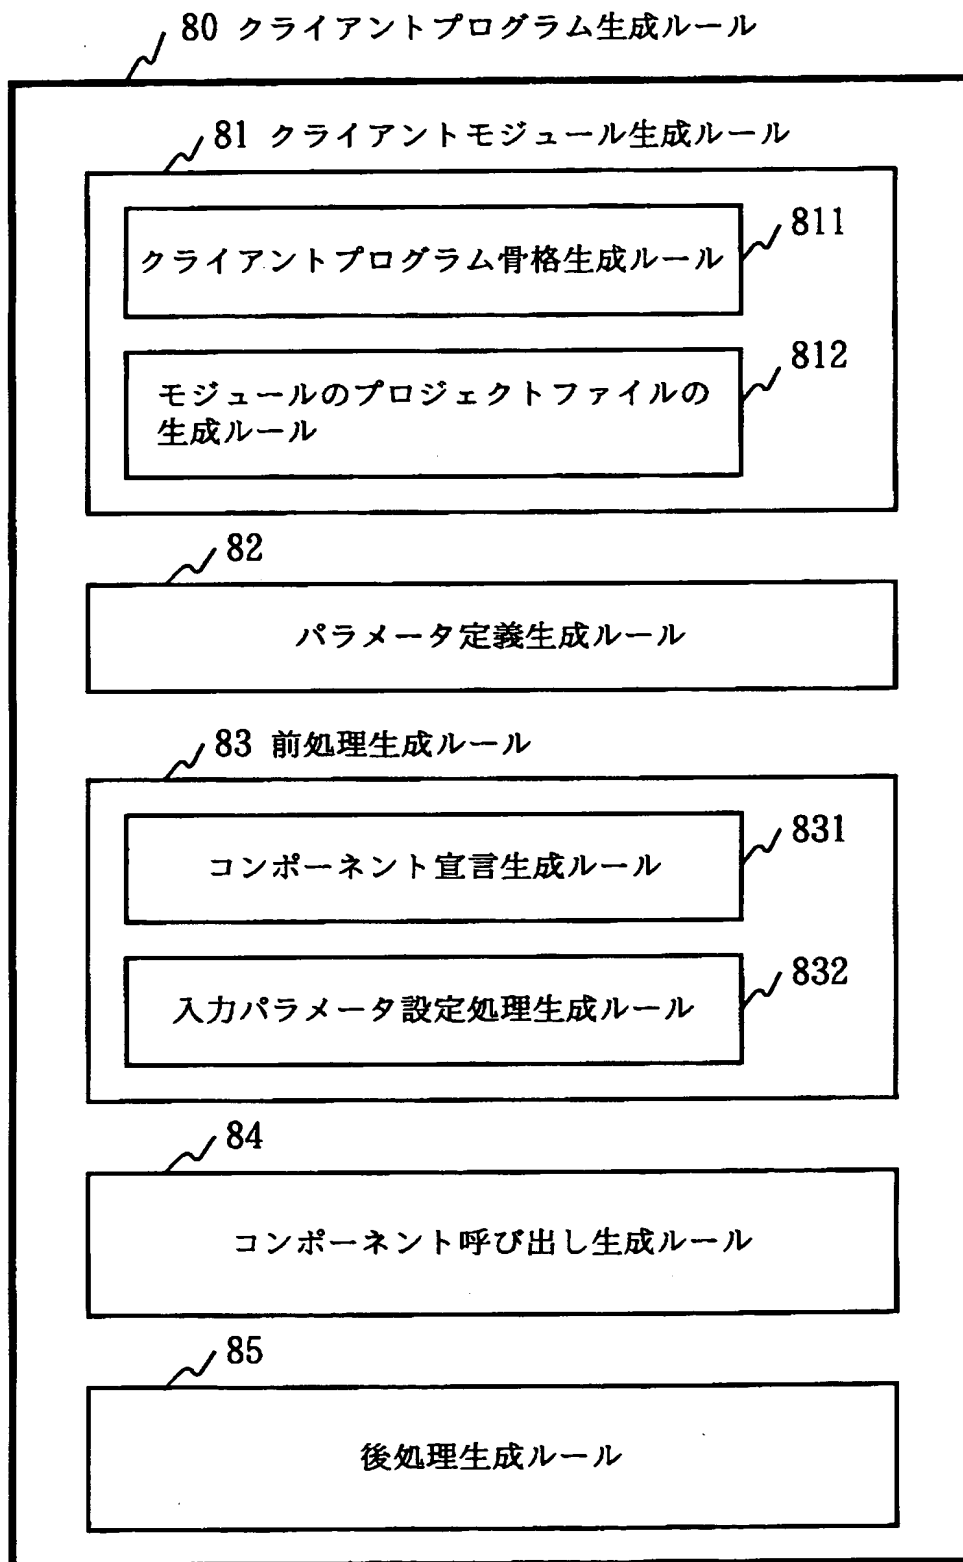 80 クライアントプログラム生成ルール
81 クライアントモジュール生成ルール
811
クライアントプログラム骨格生成ルール
812
モジュールのプロジェクトファイルの
生成ルール
82
パラメータ定義生成ルール
83 前処理生成ルール
831
コンポーネント宣言生成ルール
832
入力パラメータ設定処理生成ルール
84
コンポーネント呼び出し生成ルール
85
後処理生成ルール